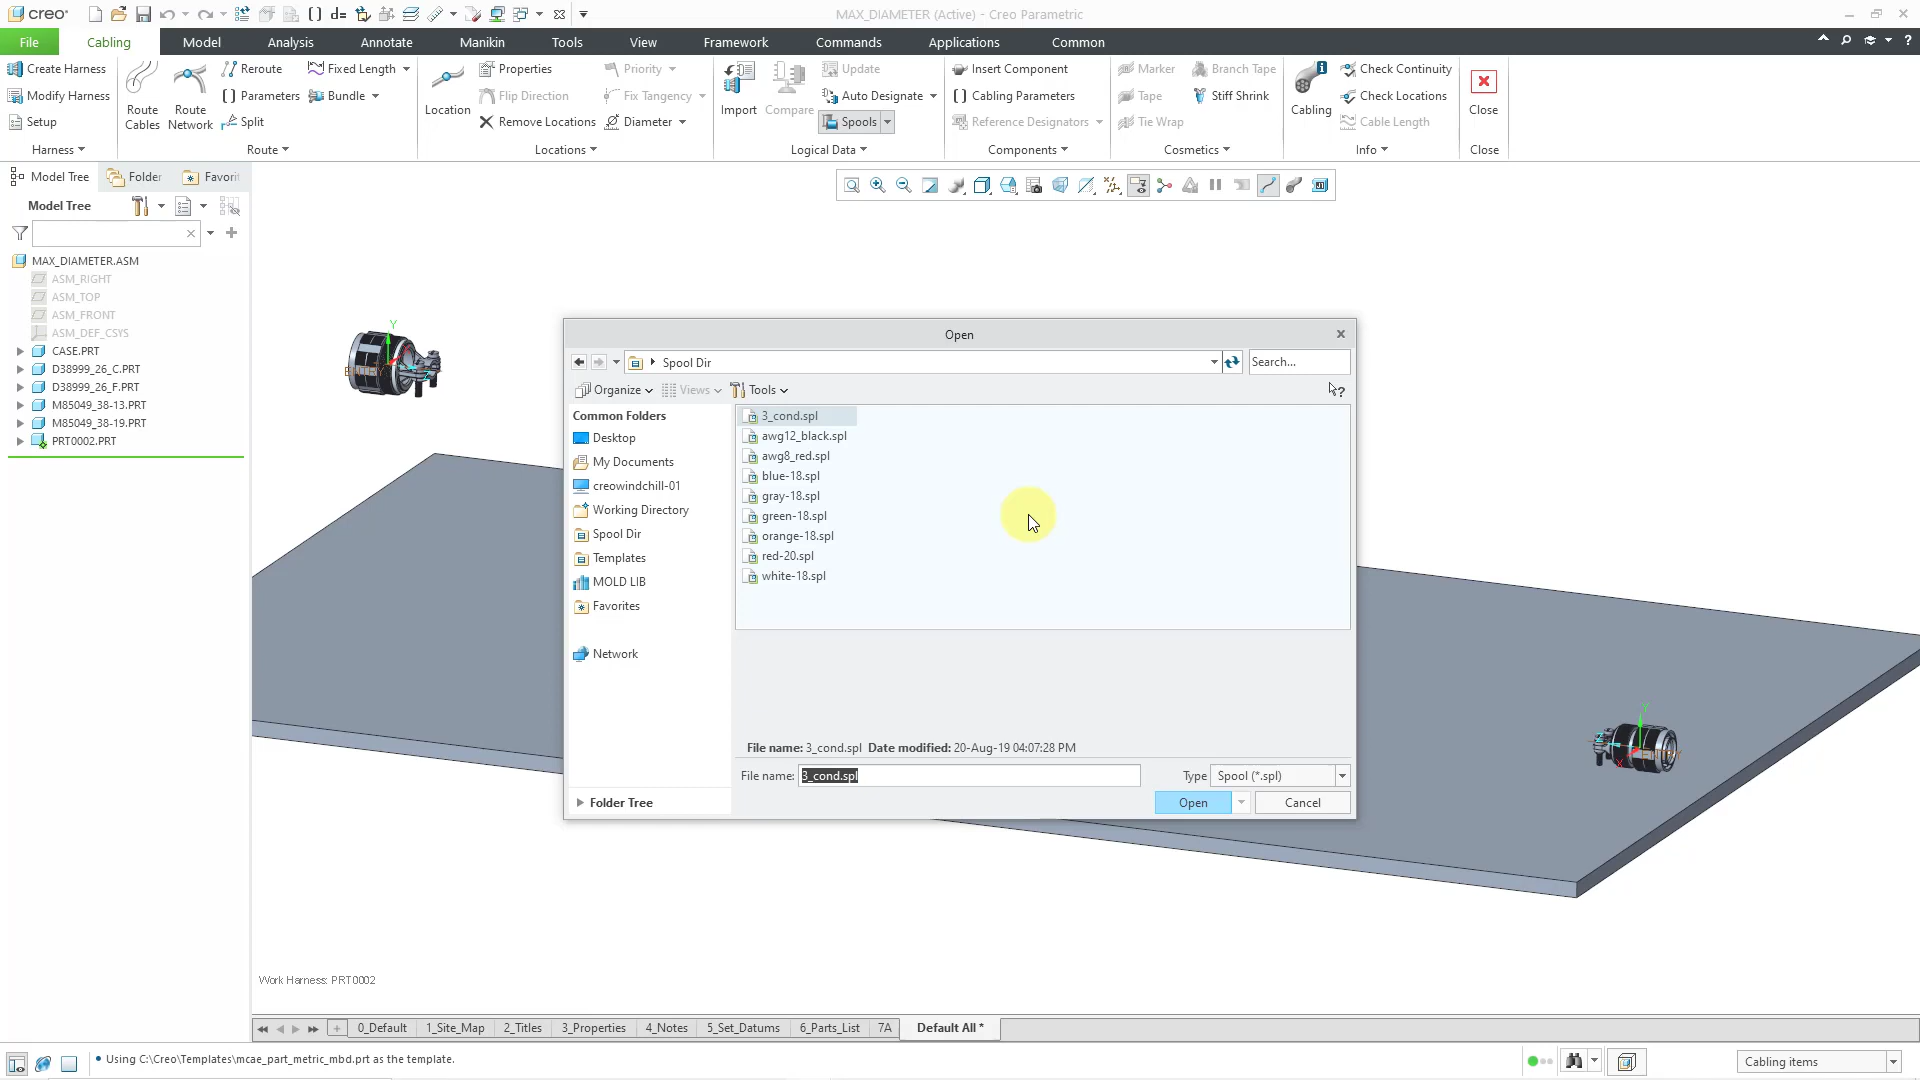 creo
MAX_DIAMETER (Active) - Creo Parametric
File
Cabling
Model
Analysis
Annotate
Manikin
Tools
View
Framework
Commands
Applications
Common
Create Harness
Modify Harness
Setup
Harness
Route Cables
Route Network
Reroute
Parameters
Split
Fixed Length
Bundle
Route
Location
Properties
Flip Direction
Remove Locations
Priority
Fix Tangency
Diameter
Locations
Import
Compare
Update
Auto Designate
Spools
Logical Data
Insert Component
Cabling Parameters
Reference Designators
Components
Marker
Tape
Tie Wrap
Branch Tape
Stiff Shrink
Cosmetics
Cabling
Check Continuity
Check Locations
Cable Length
Info
Close
Close
Model Tree
Folder
Favorit
Model Tree
MAX_DIAMETER.ASM
ASM_RIGHT
ASM_TOP
ASM_FRONT
ASM_DEF_CSYS
CASE.PRT
D38999_26_C.PRT
D38999_26_F.PRT
M85049_38-13.PRT
M85049_38-19.PRT
PRT0002.PRT
Y
Open
Spool Dir
Search...
Organize
Views
Tools
Common Folders
Desktop
My Documents
creowindchill-01
Working Directory
Spool Dir
Templates
MOLD LIB
Favorites
Network
Folder Tree
3_cond.spl
awg12_black.spl
awg8_red.spl
blue-18.spl
gray-18.spl
green-18.spl
orange-18.spl
red-20.spl
white-18.spl
File name: 3_cond.spl Date modified: 20-Aug-19 04:07:28 PM
File name: 3_cond.spl
Type Spool (*.spl)
Open
Cancel
Y
Z
X
Work Harness: PRT0002
0_Default
1_Site_Map
2_Titles
3_Properties
4_Notes
5_Set_Datums
6_Parts_List
7A
Default All *
• Using C:\Creo\Templates\mcae_part_metric_mbd.prt as the template.
Cabling items